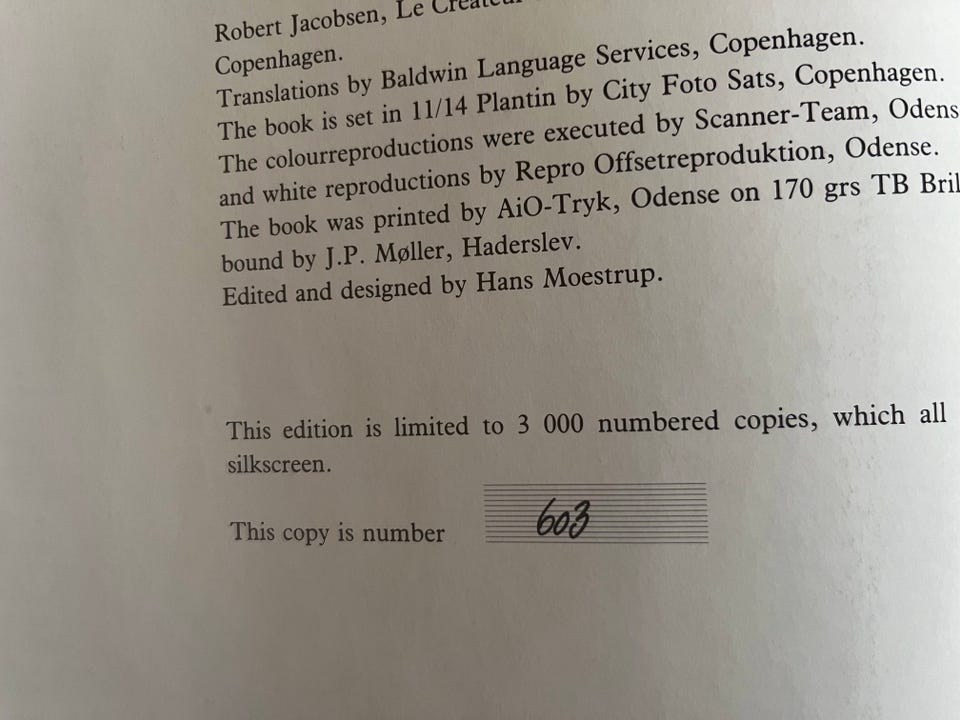 Robert Jacobsen, Le Créateur
Copenhagen.
Translations by Baldwin Language Services, Copenhagen.
The book is set in 11/14 Plantin by City Foto Sats, Copenhagen.
The colourreproductions were executed by Scanner-Team, Odens
and white reproductions by Repro Offsetreproduktion, Odense.
The book was printed by AiO-Tryk, Odense on 170 grs TB Bril
bound by J.P. Møller, Haderslev.
Edited and designed by Hans Moestrup.
This edition is limited to 3 000 numbered copies, which all
silkscreen.
This copy is number 603